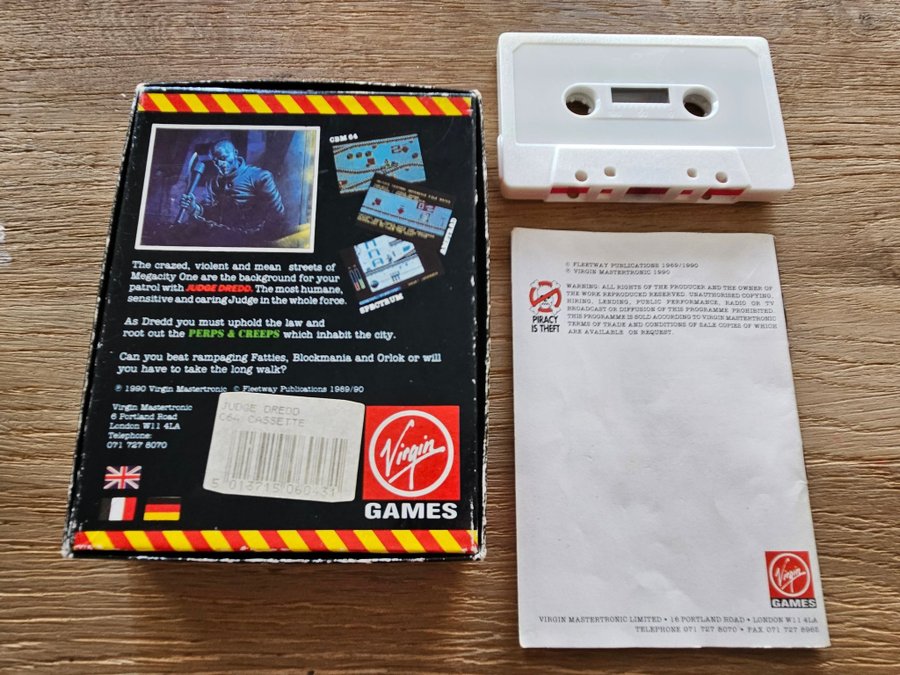 CBM 64
AMSTRAD
SPECTRUM
The crazed, violent and mean streets of
Megacity One are the background for your
patrol with JUDGE DREDD. The most humane,
sensitive and caring Judge in the whole force.
As Dredd you must uphold the law and
root out the PERPS & CREEPS which inhabit the city.
Can you beat rampaging Fatties, Blockmania and Orlok or will
you have to take the long walk?
℗ 1990 Virgin Mastertronic © Fleetway Publications 1989/90
Virgin Mastertronic
6 Portland Road
London W11 4LA
Telephone:
071 727 8070
JUDGE DREDD
C64 CASSETTE
5 013715 060431
Virgin
GAMES
© FLEETWAY PUBLICATIONS 1989/1990
℗ VIRGIN MASTERTRONIC 1990
PIRACY
IS THEFT
WARNING: ALL RIGHTS OF THE PRODUCER AND THE OWNER OF
THE WORK REPRODUCED RESERVED. UNAUTHORISED COPYING,
HIRING, LENDING, PUBLIC PERFORMANCE, RADIO OR TV
BROADCAST OR DIFFUSION OF THIS PROGRAMME PROHIBITED.
THIS PROGRAMME IS SOLD ACCORDING TO VIRGIN MASTERTRONIC
TERMS OF TRADE AND CONDITIONS OF SALE COPIES OF WHICH
ARE AVAILABLE ON REQUEST.
Virgin
GAMES
VIRGIN MASTERTRONIC LIMITED • 16 PORTLAND ROAD • LONDON W11 4LA
TELEPHONE 071 727 8070 • FAX 071 727 8965